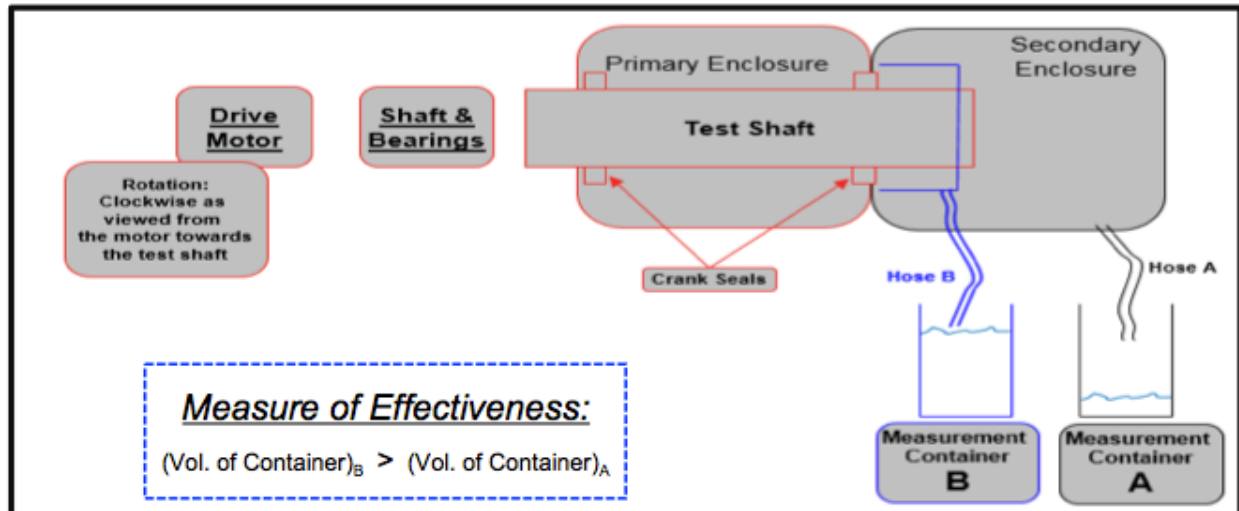 Primary Enclosure
Secondary
Enclosure
Drive
Motor
Shaft &
Bearings
Test Shaft
Rotation:
Clockwise as
viewed from
the motor towards
the test shaft
Crank Seals
Hose B
Hose A
Measure of Effectiveness:
(Vol. of Container)B > (Vol. of Container)A
Measurement
Container
B
Measurement
Container
A